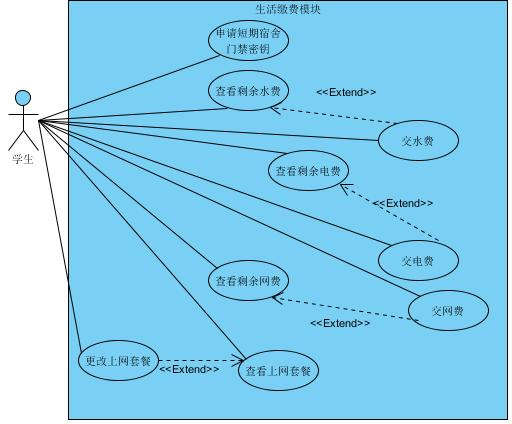 生活缴费模块
申请短期宿舍
门禁密钥
查看剩余水费
<<Extend>>
交水费
学生
查看剩余电费
<<Extend>>
交电费
查看剩余网费
交网费
<<Extend>>
更改上网套餐
<<Extend>>
查看上网套餐